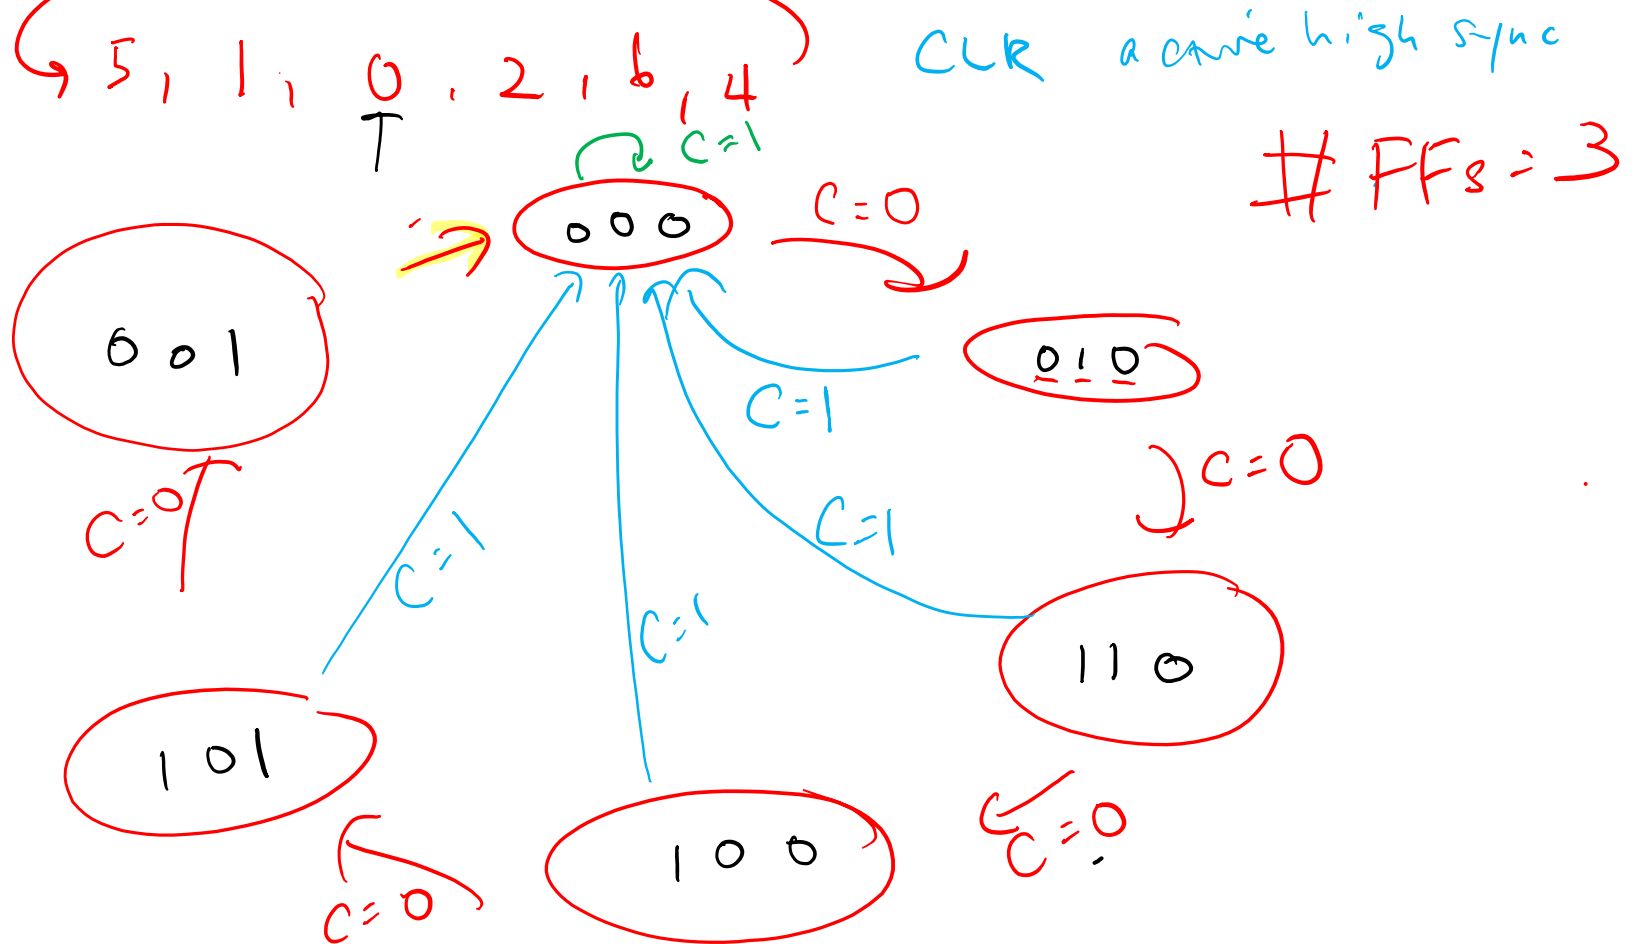 5, 1, 0, 2, 6, 4
CLR active high sync
# FFs = 3
C=1
000
C=0
001
010
C=1
C=0
C=0
C=1
C=1
C=1
110
101
100
C=0
C=0